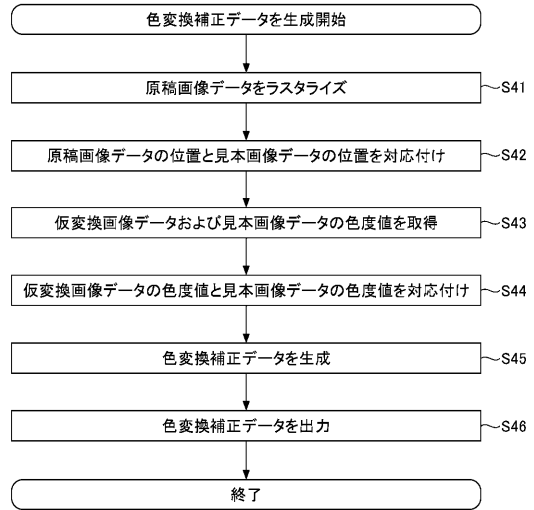 色変換補正データを生成開始
原稿画像データをラスタライズ S41
原稿画像データの位置と見本画像データの位置を対応付け S42
仮変換画像データおよび見本画像データの色度値を取得 S43
仮変換画像データの色度値と見本画像データの色度値を対応付け S44
色変換補正データを生成 S45
色変換補正データを出力 S46
終了